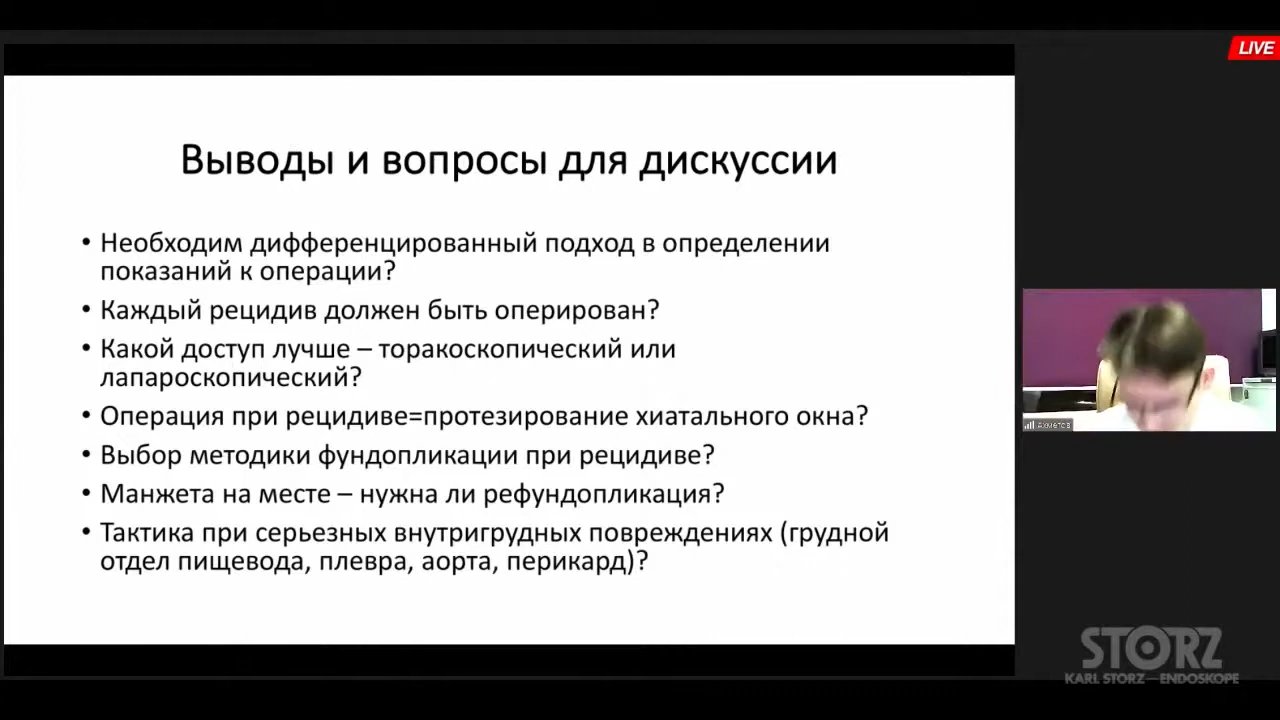 LIVE
Выводы и вопросы для дискуссии
• Необходим дифференцированный подход в определении
показаний к операции?
• Каждый рецидив должен быть оперирован?
• Какой доступ лучше – торакоскопический или
лапароскопический?
• Операция при рецидиве=протезирование хиатального окна?
• Выбор методики фундопликации при рецидиве?
• Манжета на месте – нужна ли рефундопликация?
• Тактика при серьезных внутригрудных повреждениях (грудной
отдел пищевода, плевра, аорта, перикард)?
Ахметов
STORZ
KARL STORZ—ENDOSKOPE